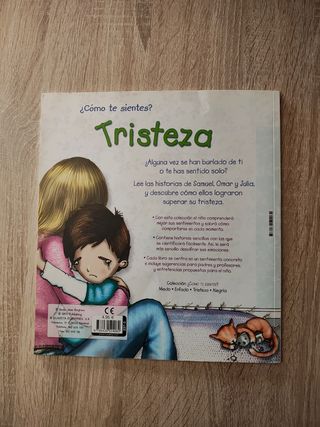 ¿Cómo te sientes?
Tristeza
¿Alguna vez se han burlado de ti
o te has sentido solo?
Lee las historias de Samuel, Omar y Julia,
y descubre cómo ellos lograron
superar su tristeza.
• Con esta colección el niño comprenderá
mejor sus sentimientos y sabrá cómo
comportarse en cada momento.
• Contiene historias sencillas con las que
se identificará fácilmente. Así, le será
más sencillo descifrar sus emociones.
• Cada libro se centra en un sentimiento concreto
e incluye sugerencias para padres y profesores,
y entretenidas propuestas para el niño.
Colección ¿Cómo te sientes?
Miedo • Enfado • Tristeza • Alegría
CE
4,95 €